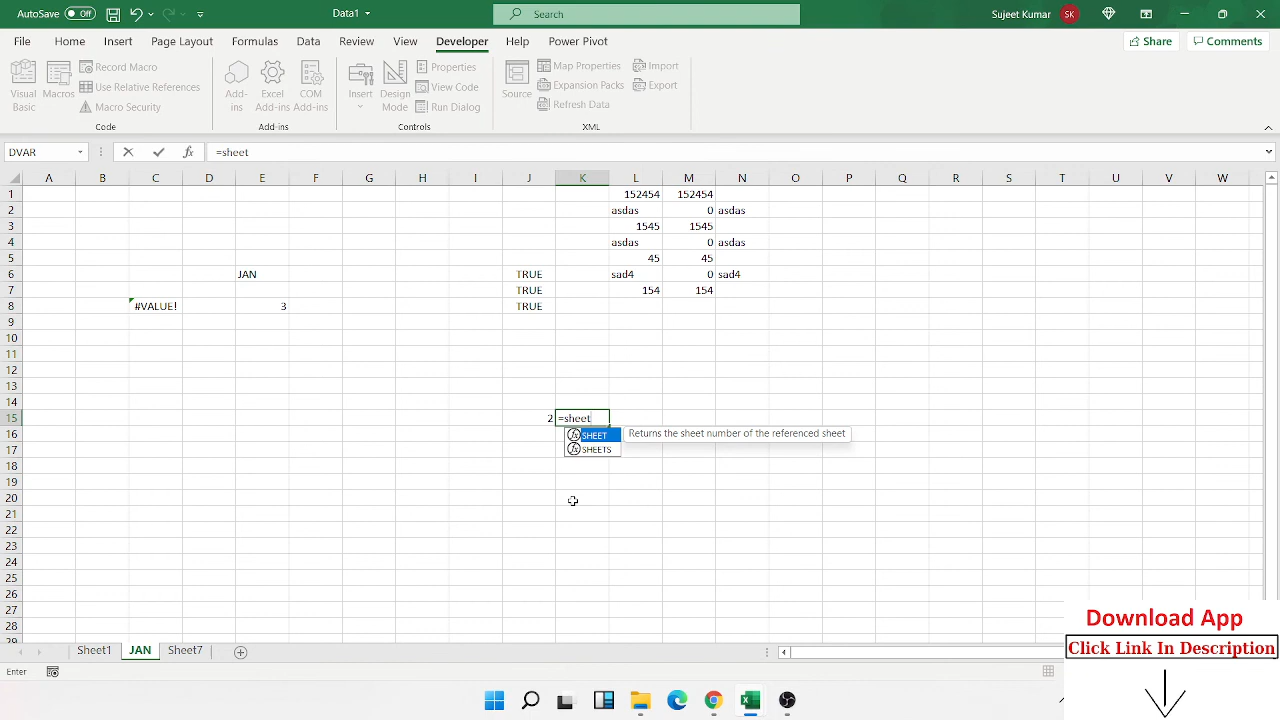 AutoSave Off Data1 Search Sujeet Kumar SK
File Home Insert Page Layout Formulas Data Review View Developer Help Power Pivot Share Comments
Visual Basic
Macros
Record Macro
Use Relative References
Macro Security
Code
Add-ins
Excel Add-ins
COM Add-ins
Add-ins
Insert
Design Mode
Properties
View Code
Run Dialog
Controls
Source
Map Properties
Expansion Packs
Refresh Data
Import
Export
XML
DVAR =sheet
A B C D E F G H I J K L M N O P Q R S T U V W
1 152454 152454
2 asdas 0 asdas
3 1545 1545
4 asdas 0 asdas
5 45 45
6 JAN TRUE sad4 0 sad4
7 TRUE 154 154
8 #VALUE! 3 TRUE
9
10
11
12
13
14
15 2 =sheet
SHEET Returns the sheet number of the referenced sheet
SHEETS
16
17
18
19
20
21
22
23
24
25
26
27
28
29
Sheet1 JAN Sheet7
Enter
Download App
Click Link In Description